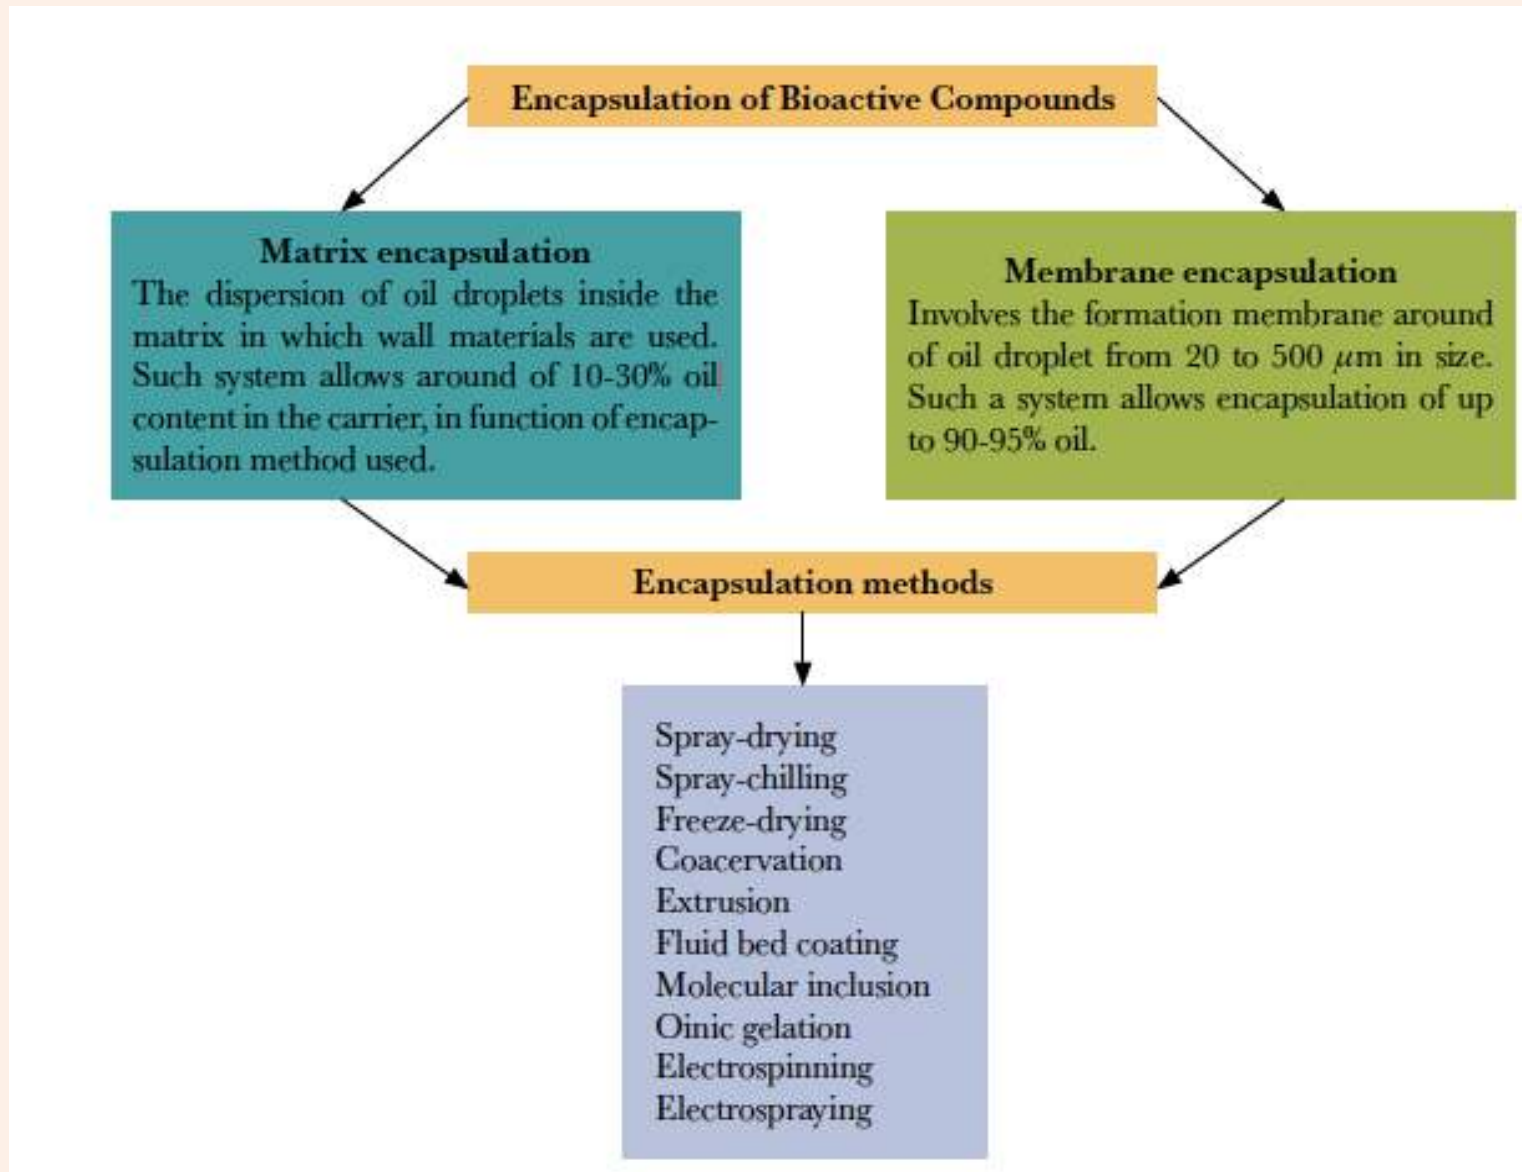 Encapsulation of Bioactive Compounds
Matrix encapsulation
The dispersion of oil droplets inside the
matrix in which wall materials are used.
Such system allows around of 10-30% oil
content in the carrier, in function of encap-
sulation method used.
Membrane encapsulation
Involves the formation membrane around
of oil droplet from 20 to 500 μm in size.
Such a system allows encapsulation of up
to 90-95% oil.
Encapsulation methods
Spray-drying
Spray-chilling
Freeze-drying
Coacervation
Extrusion
Fluid bed coating
Molecular inclusion
Oinic gelation
Electrospinning
Electrospraying